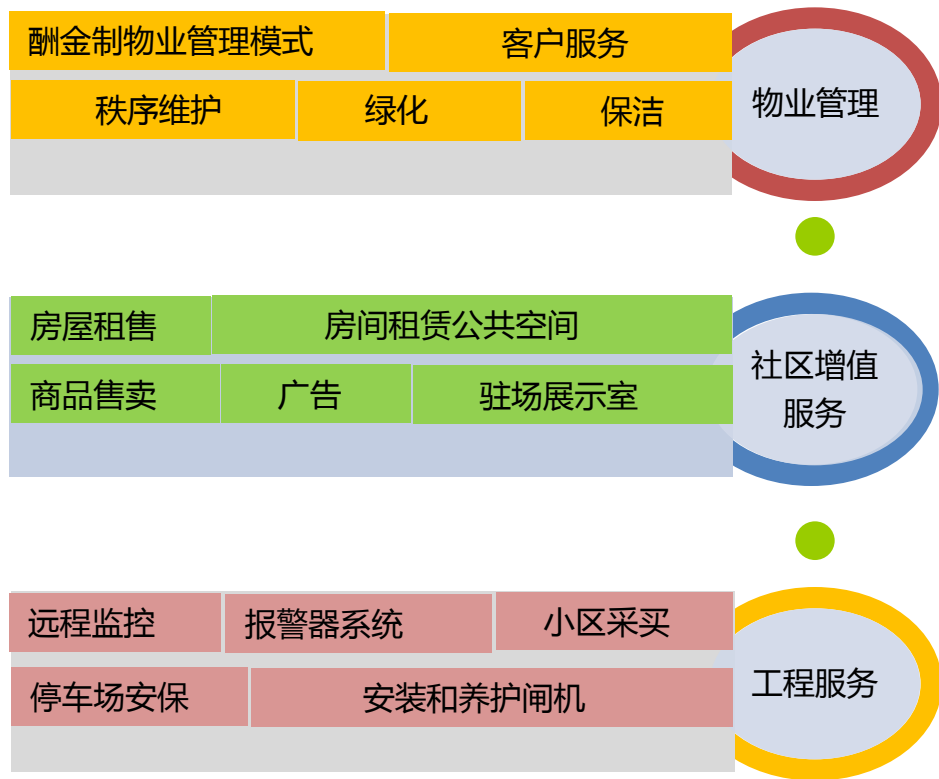 酬金制物业管理模式
客户服务
秩序维护
绿化
保洁
物业管理
房屋租售
房间租赁公共空间
商品售卖
广告
驻场展示室
社区增值
服务
远程监控
报警器系统
小区采买
停车场安保
安装和养护闸机
工程服务